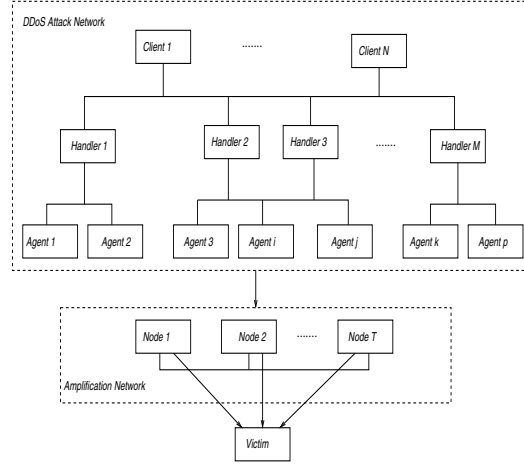 DDoS Attack Network
Client 1 ....... Client N
Handler 1 Handler 2 Handler 3 ....... Handler M
Agent 1 Agent 2 Agent 3 Agent i Agent j Agent k Agent p
Node 1 Node 2 ....... Node T
Amplification Network
Victim